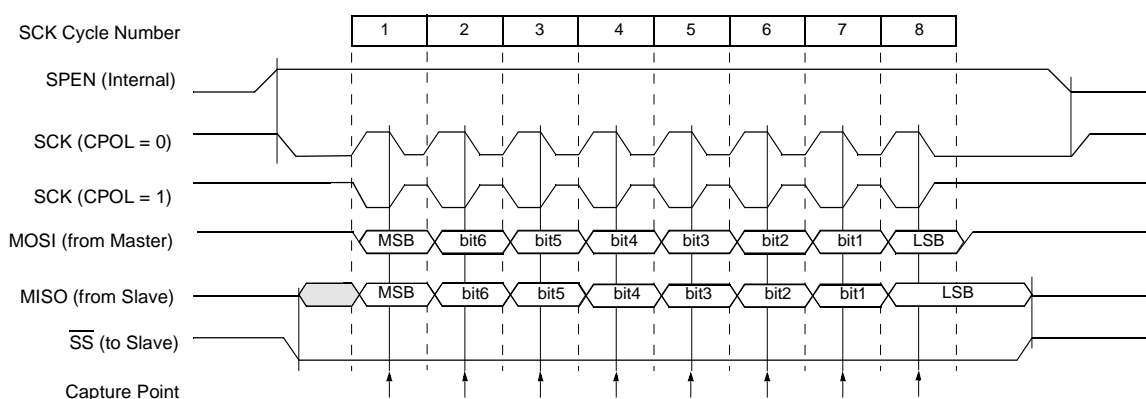 SCK Cycle Number 1 2 3 4 5 6 7 8
SPEN (Internal)
SCK (CPOL = 0)
SCK (CPOL = 1)
MOSI (from Master) MSB bit6 bit5 bit4 bit3 bit2 bit1 LSB
MISO (from Slave) MSB bit6 bit5 bit4 bit3 bit2 bit1 LSB
SS (to Slave)
Capture Point